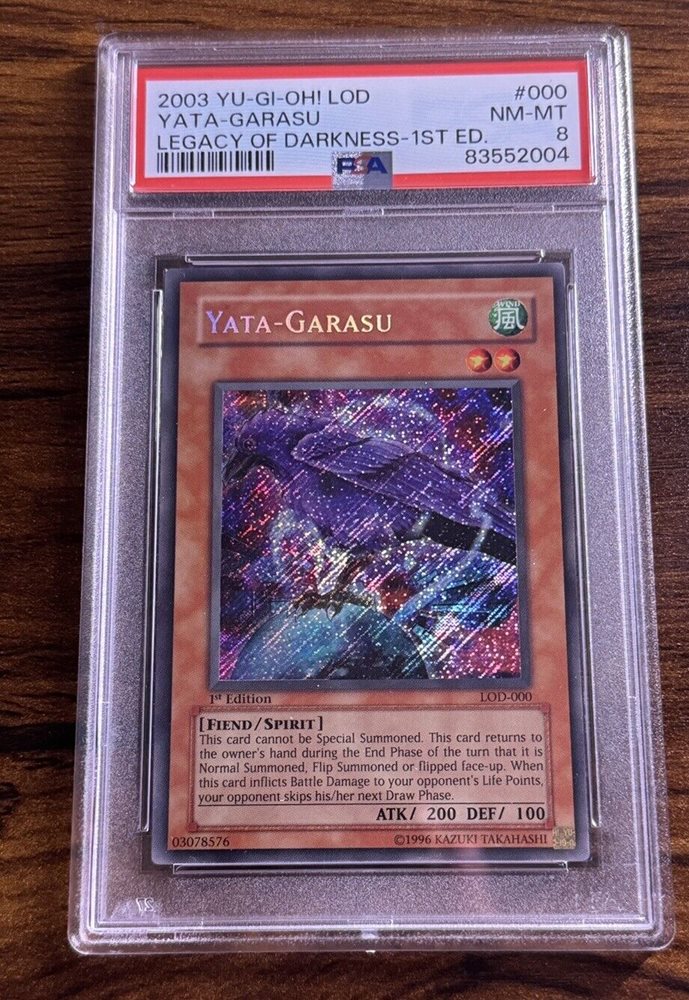 2003 YU-GI-OH! LOD #000
YATA-GARASU NM-MT
LEGACY OF DARKNESS-1ST ED. 8
PSA 83552004
YATA-GARASU
WIND
風
1st Edition LOD-000
[FIEND/SPIRIT]
This card cannot be Special Summoned. This card returns to
the owner's hand during the End Phase of the turn that it is
Normal Summoned, Flip Summoned or flipped face-up. When
this card inflicts Battle Damage to your opponent's Life Points,
your opponent skips his/her next Draw Phase.
ATK/ 200 DEF/ 100
03078576 ©1996 KAZUKI TAKAHASHI